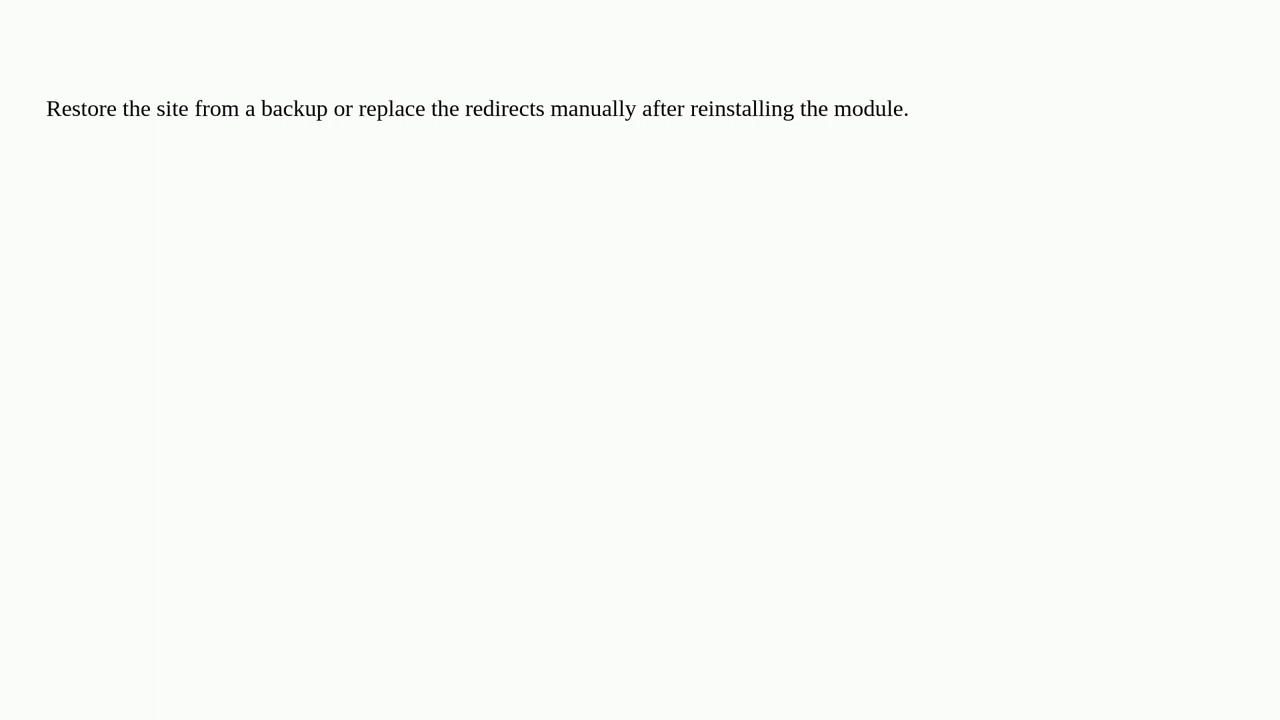 Restore the site from a backup or replace the redirects manually after reinstalling the module.